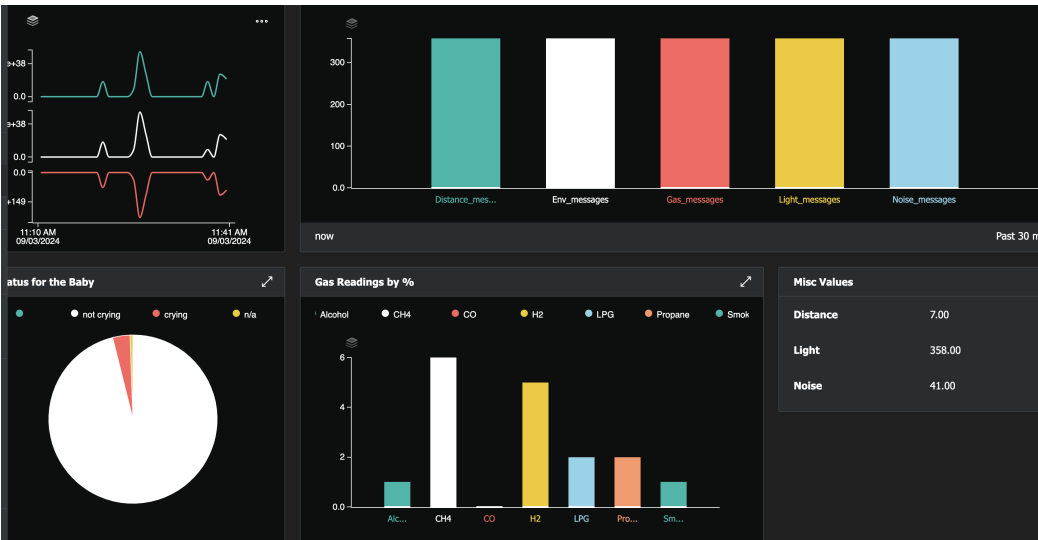 e+38
0.0
e+38
0.0
0.0
+149
11:10 AM
09/03/2024
11:41 AM
09/03/2024
300
200
100
0.0
Distance_mes...
Env_messages
Gas_messages
Light_messages
Noise_messages
now
Past 30 m
atus for the Baby
not crying
crying
n/a
Gas Readings by %
Alcohol
CH4
CO
H2
LPG
Propane
Smok
6
4
2
0.0
Alc...
CH4
CO
H2
LPG
Pro...
Sm...
Misc Values
Distance 7.00
Light 358.00
Noise 41.00